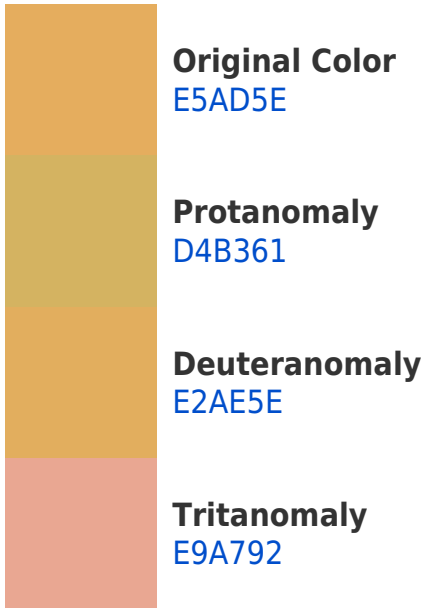 Original Color
E5AD5E
Protanomaly
D4B361
Deuteranomaly
E2AE5E
Tritanomaly
E9A792